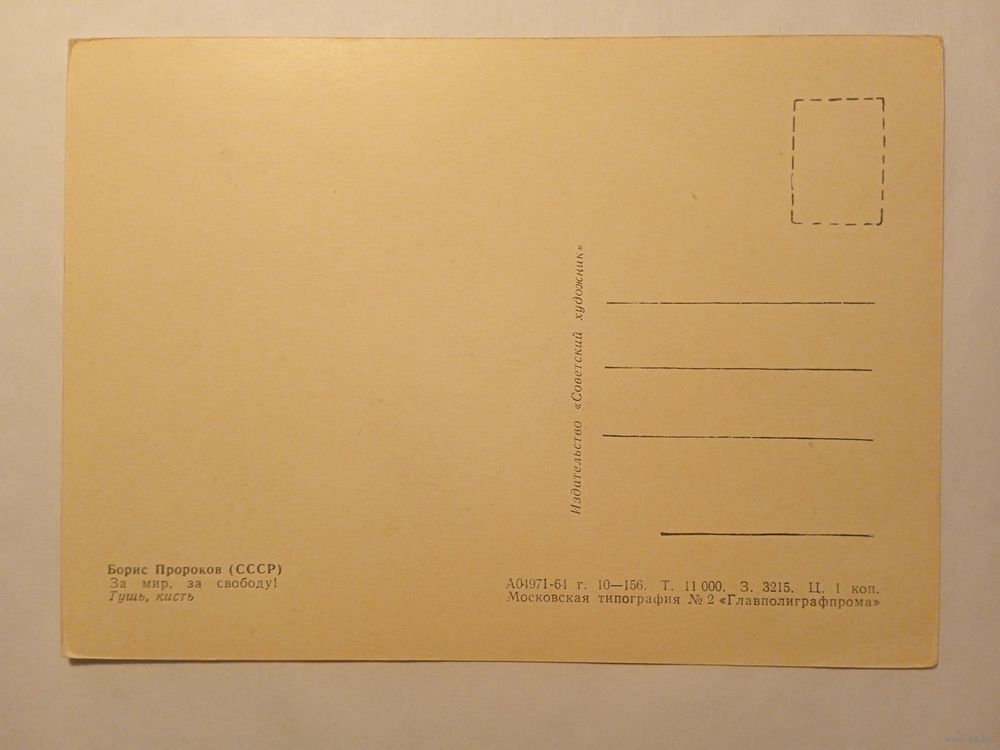 Издательство «Советский художник»
Борис Пророков (СССР)
За мир, за свободу!
Тушь, кисть
А04971-64 г. 10—156. Т. 11 000. З. 3215. Ц. 1 коп.
Московская типография № 2 «Главполиграфпрома»